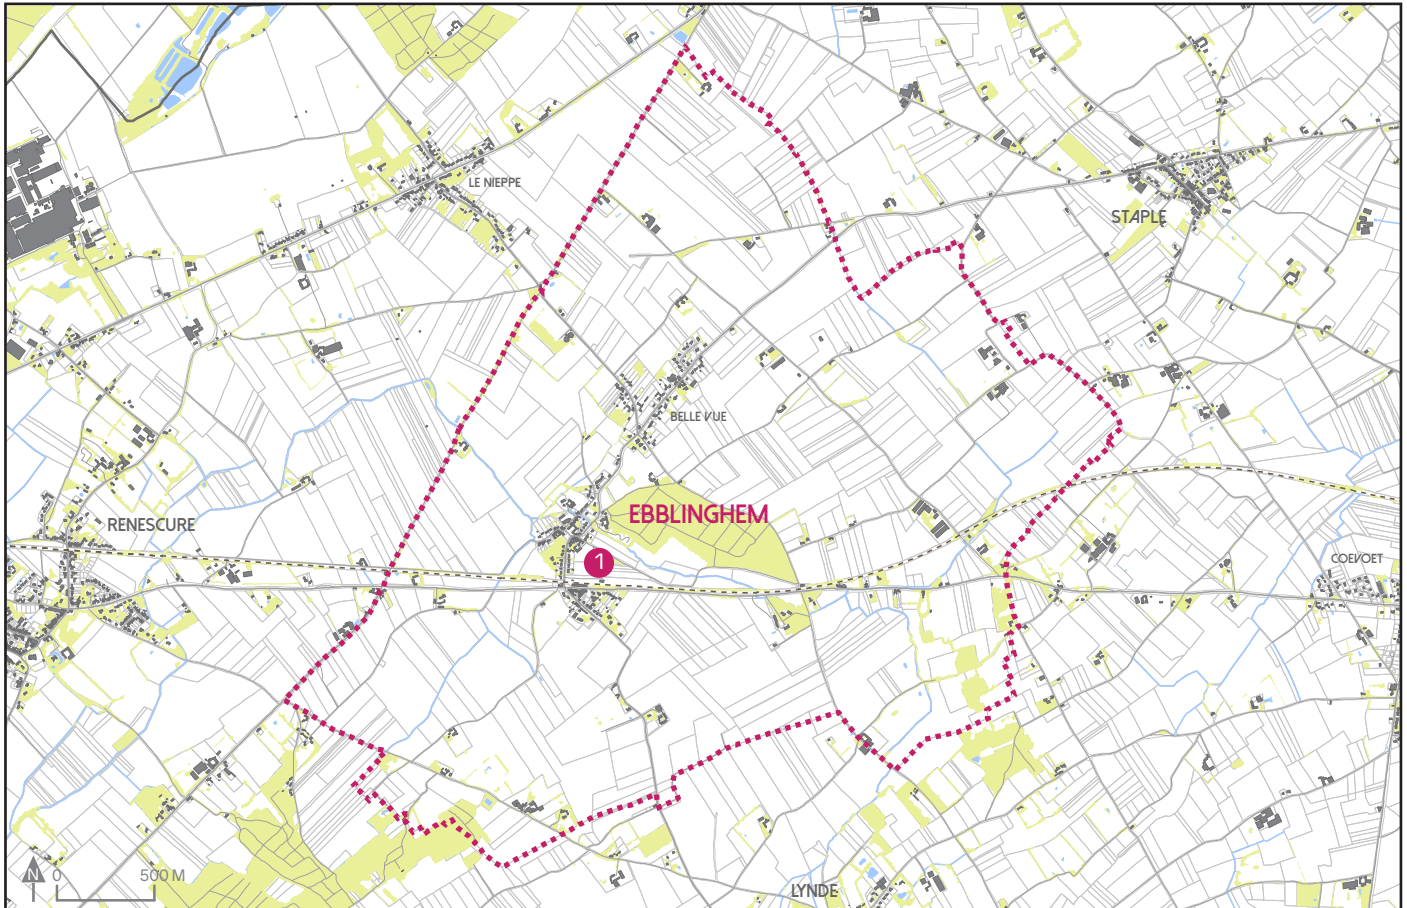 LE NIEPPE
STAPLE
BELLE VUE
EBBLINGHEM
RENESCURE
1
COEVOET
N 0 500 M
LYNDE